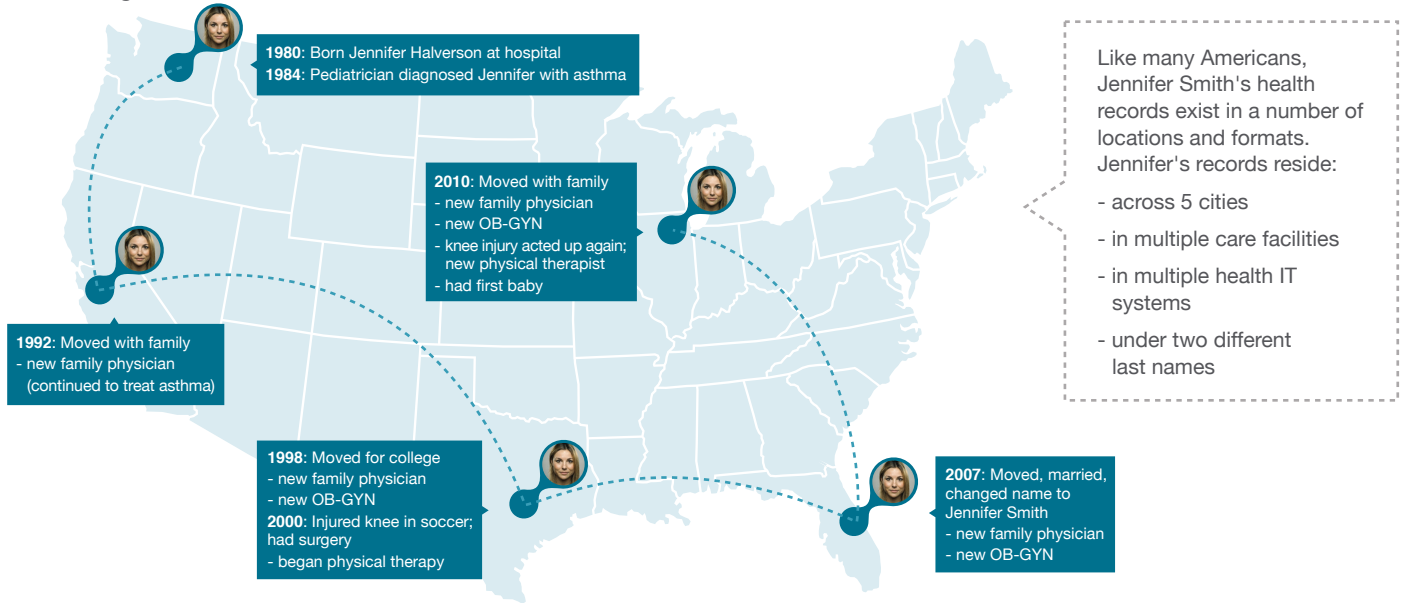 1980: Born Jennifer Halverson at hospital
1984: Pediatrician diagnosed Jennifer with asthma
1992: Moved with family
- new family physician
(continued to treat asthma)
1998: Moved for college
- new family physician
- new OB-GYN
2000: Injured knee in soccer;
had surgery
- began physical therapy
2007: Moved, married,
changed name to
Jennifer Smith
- new family physician
- new OB-GYN
2010: Moved with family
- new family physician
- new OB-GYN
- knee injury acted up again;
new physical therapist
- had first baby
Like many Americans,
Jennifer Smith's health
records exist in a number of
locations and formats.
Jennifer's records reside:
- across 5 cities
- in multiple care facilities
- in multiple health IT
systems
- under two different
last names